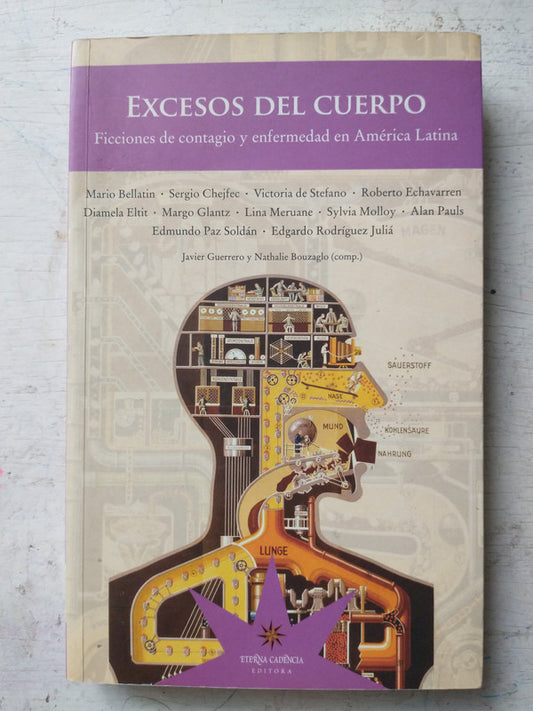 EXCESOS DEL CUERPO
Ficciones de contagio y enfermedad en América Latina
Mario Bellatin · Sergio Chejfec · Victoria de Stefano · Roberto Echavarren
Diamela Eltit · Margo Glantz · Lina Meruane · Sylvia Molloy · Alan Pauls
Edmundo Paz Soldán · Edgardo Rodríguez Juliá
Javier Guerrero y Nathalie Bouzaglo (comp.)
SAUERSTOFF
NASE
MUND
KOHLENSÄURE
NAHRUNG
LUNGE
ETERNA CADENCIA
EDITORA